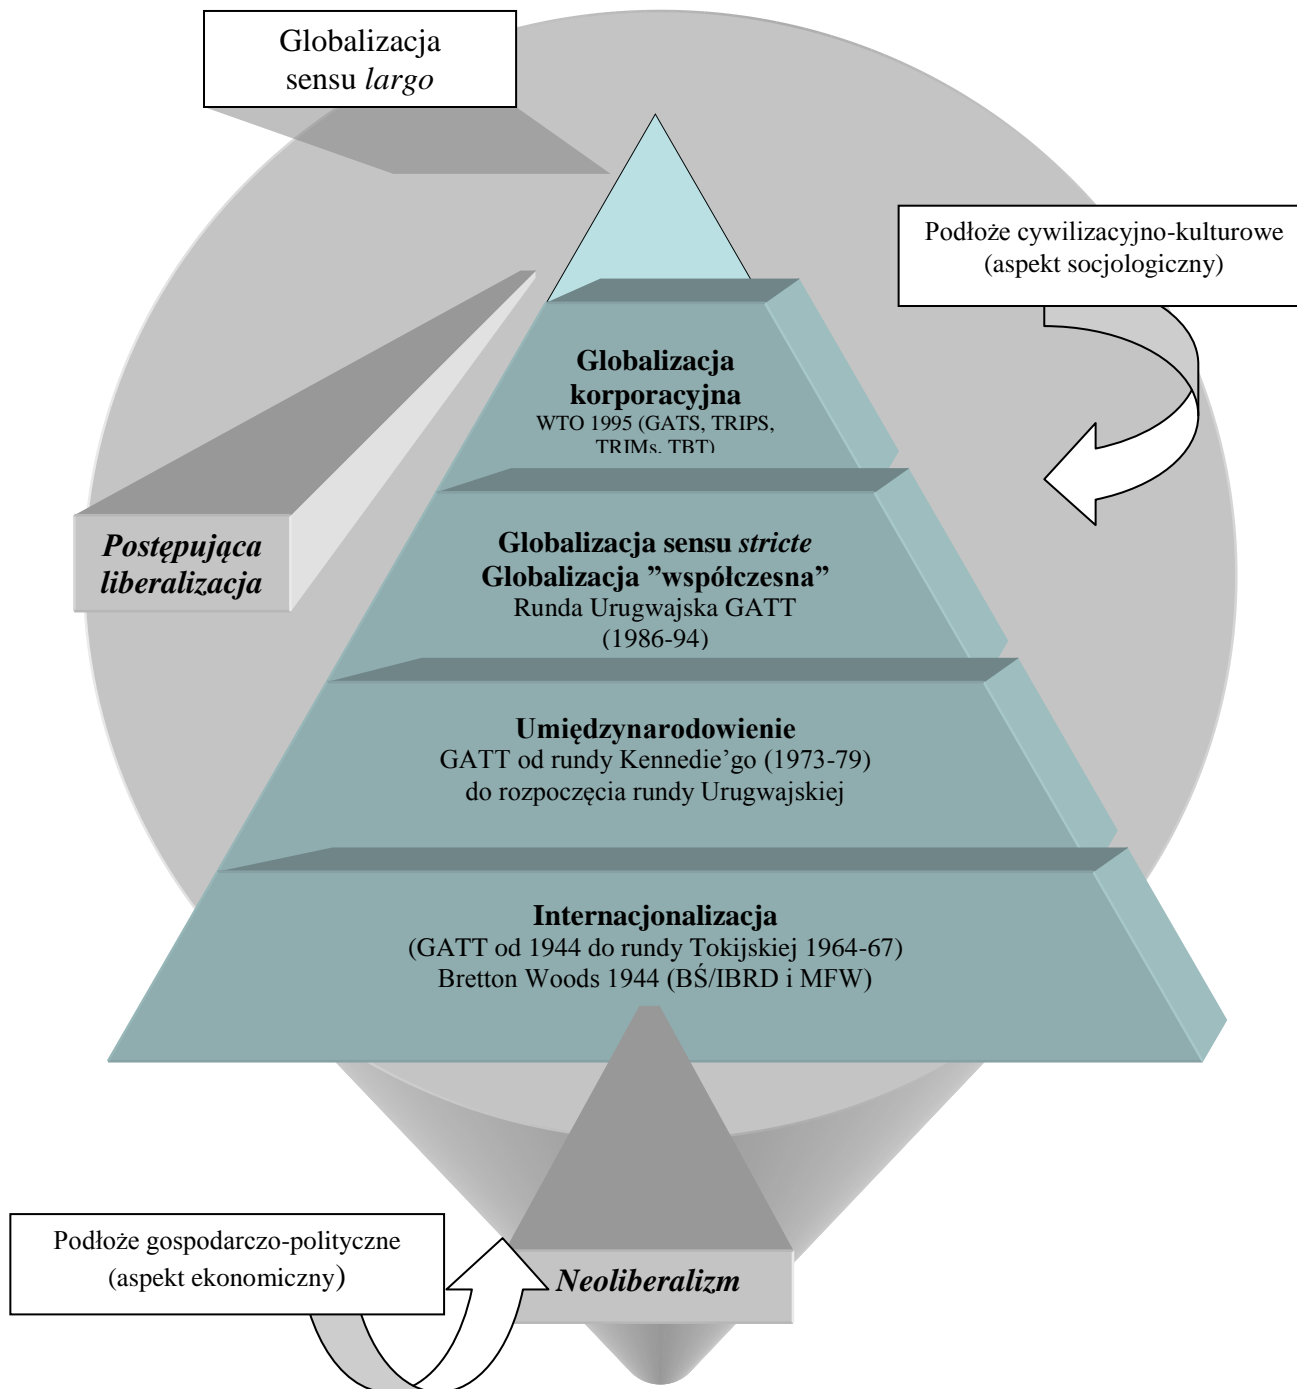 Globalizacja
sensu largo
Podłoże cywilizacyjno-kulturowe
(aspekt socjologiczny)
Globalizacja
korporacyjna
WTO 1995 (GATS, TRIPS,
TRIMs, TBT)
Postępująca
liberalizacja
Globalizacja sensu stricte
Globalizacja ”współczesna”
Runda Urugwajska GATT
(1986-94)
Umiędzynarodowienie
GATT od rundy Kennedie’go (1973-79)
do rozpoczęcia rundy Urugwajskiej
Internacjonalizacja
(GATT od 1944 do rundy Tokijskiej 1964-67)
Bretton Woods 1944 (BŚ/IBRD i MFW)
Podłoże gospodarczo-polityczne
(aspekt ekonomiczny)
Neoliberalizm